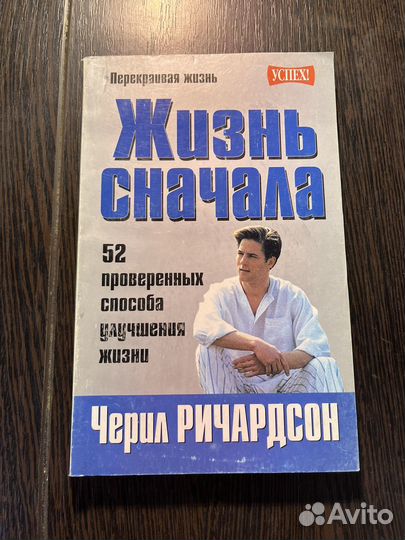 Перекраивая жизнь
УСПЕХ!
Жизнь
сначала
52
проверенных
способа
улучшения
жизни
Черил РИЧАРДСОН
Avito